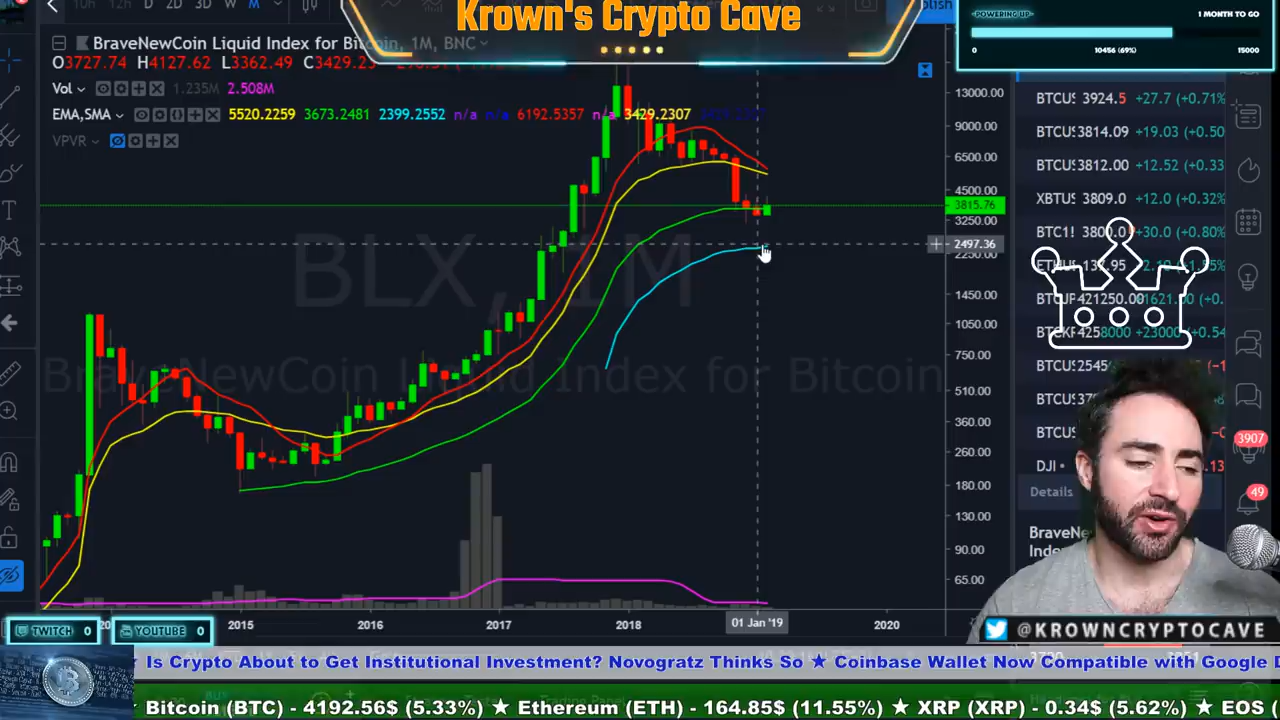 Krown's Crypto Cave
POWERING UP
1 MONTH TO GO
0
10456 (69%)
15000
D 2D 3D W M
BraveNewCoin Liquid Index for Bitcoin, 1M, BNC
O3727.74 H4127.62 L3362.49
Vol 1.235M 2.508M
EMA,SMA 5520.2259 3673.2481 2399.2552 n/a n/a 6192.5357 n/a 3429.2307
VPVR
13000.00
9000.00
6500.00
4500.00
3815.76
3250.00
2497.36
2250.00
1450.00
1050.00
750.00
510.00
360.00
260.00
180.00
130.00
90.00
65.00
BLX, 1M
BraveNewCoin Liquid Index for Bitcoin
3924.5 +27.7 (+0.71%
3814.09 +19.03 (+0.50
3812.00 +12.52 (+0.33
XBTUS 3809.0 +12.0 (+0.32%
BTC1! 3800.0 +30.0 (+0.80%
DJI
3907
49
Details
BraveNe
Inde
2015
2016
2017
2018
01 Jan '19
2020
TWITCH 0
YOUTUBE 0
@KROWNCRYPTOCAVE
★ Is Crypto About to Get Institutional Investment? Novogratz Thinks So ★ Coinbase Wallet Now Compatible with Google D
Bitcoin (BTC) - 4192.56$ (5.33%) ★ Ethereum (ETH) - 164.85$ (11.55%) ★ XRP (XRP) - 0.34$ (5.62%) ★ EOS (